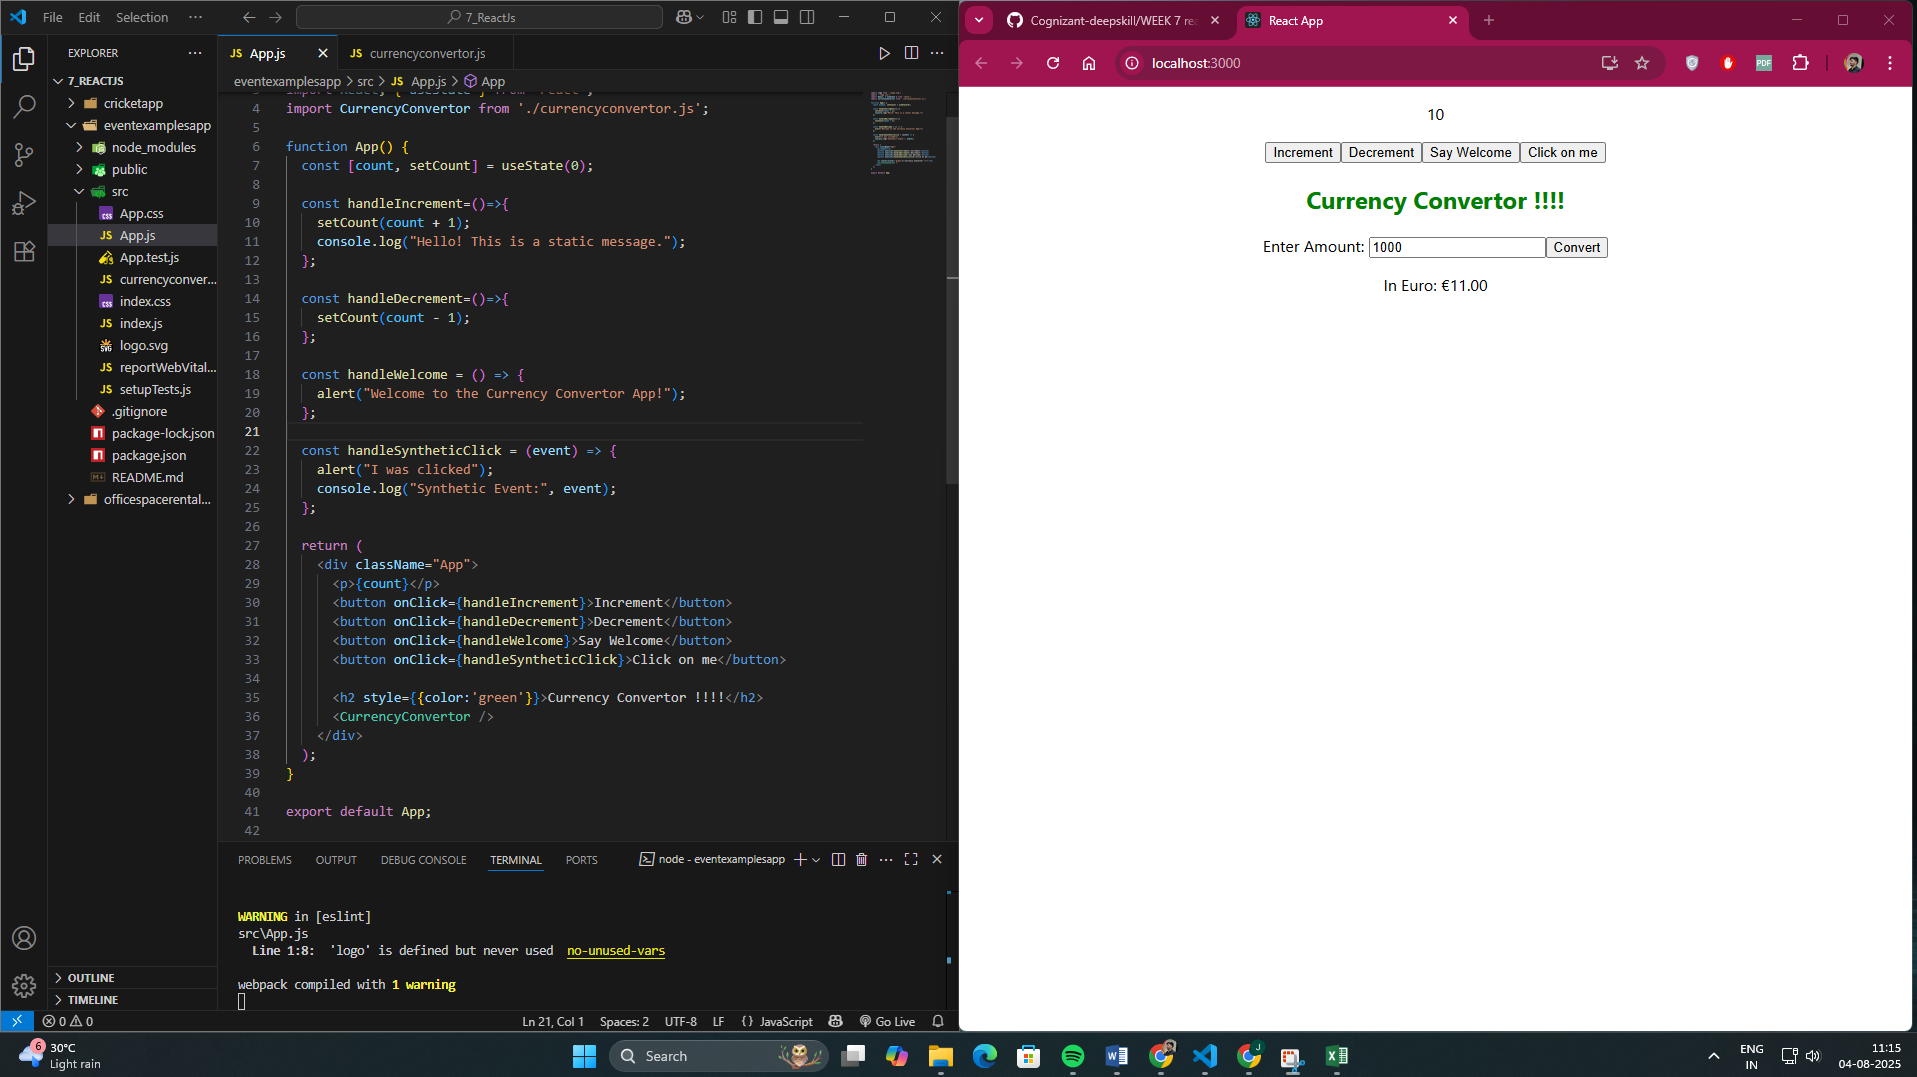 File Edit Selection ···
7_ReactJs
EXPLORER ···
7_REACTJS
cricketapp
eventexamplesapp
node_modules
public
src
App.css
App.js
App.test.js
currencyconver...
index.css
index.js
logo.svg
reportWebVital...
setupTests.js
.gitignore
package-lock.json
package.json
README.md
officespacerental...
OUTLINE
TIMELINE
JS App.js JS currencyconvertor.js
eventexamplesapp > src > JS App.js > App
4 import CurrencyConvertor from './currencyconvertor.js';
5
6 function App() {
7 const [count, setCount] = useState(0);
8
9 const handleIncrement=()=>{
10 setCount(count + 1);
11 console.log("Hello! This is a static message.");
12 };
13
14 const handleDecrement=()=>{
15 setCount(count - 1);
16 };
17
18 const handleWelcome = () => {
19 alert("Welcome to the Currency Convertor App!");
20 };
21
22 const handleSyntheticClick = (event) => {
23 alert("I was clicked");
24 console.log("Synthetic Event:", event);
25 };
26
27 return (
28 <div className="App">
29 <p>{count}</p>
30 <button onClick={handleIncrement}>Increment</button>
31 <button onClick={handleDecrement}>Decrement</button>
32 <button onClick={handleWelcome}>Say Welcome</button>
33 <button onClick={handleSyntheticClick}>Click on me</button>
34
35 <h2 style={{color:'green'}}>Currency Convertor !!!!</h2>
36 <CurrencyConvertor />
37 </div>
38 );
39 }
40
41 export default App;
42
PROBLEMS OUTPUT DEBUG CONSOLE TERMINAL PORTS node - eventexamplesapp
WARNING in [eslint]
src\App.js
Line 1:8: 'logo' is defined but never used no-unused-vars
webpack compiled with 1 warning
0 0 Ln 21, Col 1 Spaces: 2 UTF-8 LF {} JavaScript Go Live
Cognizant-deepskill/WEEK 7 rea React App
localhost:3000
PDF
10
Increment Decrement Say Welcome Click on me
Currency Convertor !!!!
Enter Amount: 1000 Convert
In Euro: €11.00
6
30°C
Light rain
Search
J
ENG
IN
11:15
04-08-2025